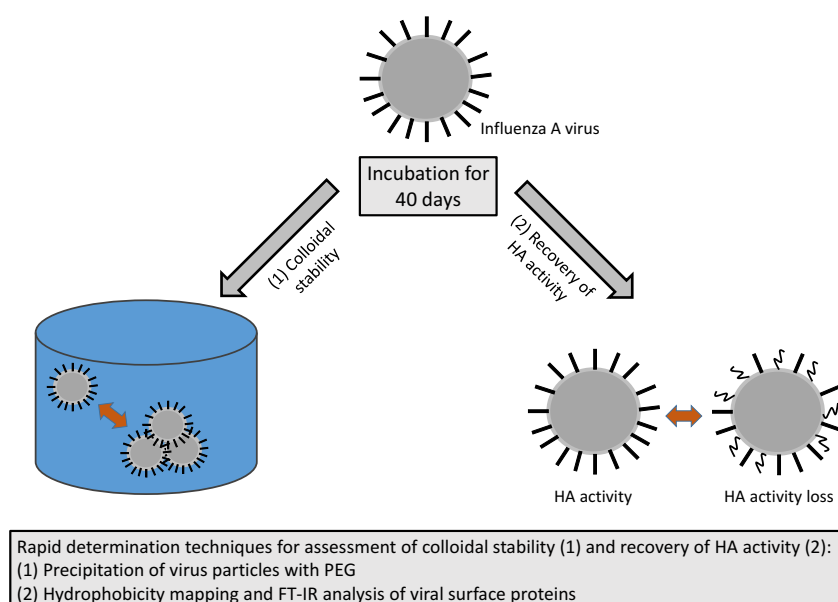 Influenza A virus
Incubation for
40 days
(1) Colloidal
stability
(2) Recovery of
HA activity
HA activity
HA activity loss
Rapid determination techniques for assessment of colloidal stability (1) and recovery of HA activity (2):
(1) Precipitation of virus particles with PEG
(2) Hydrophobicity mapping and FT-IR analysis of viral surface proteins